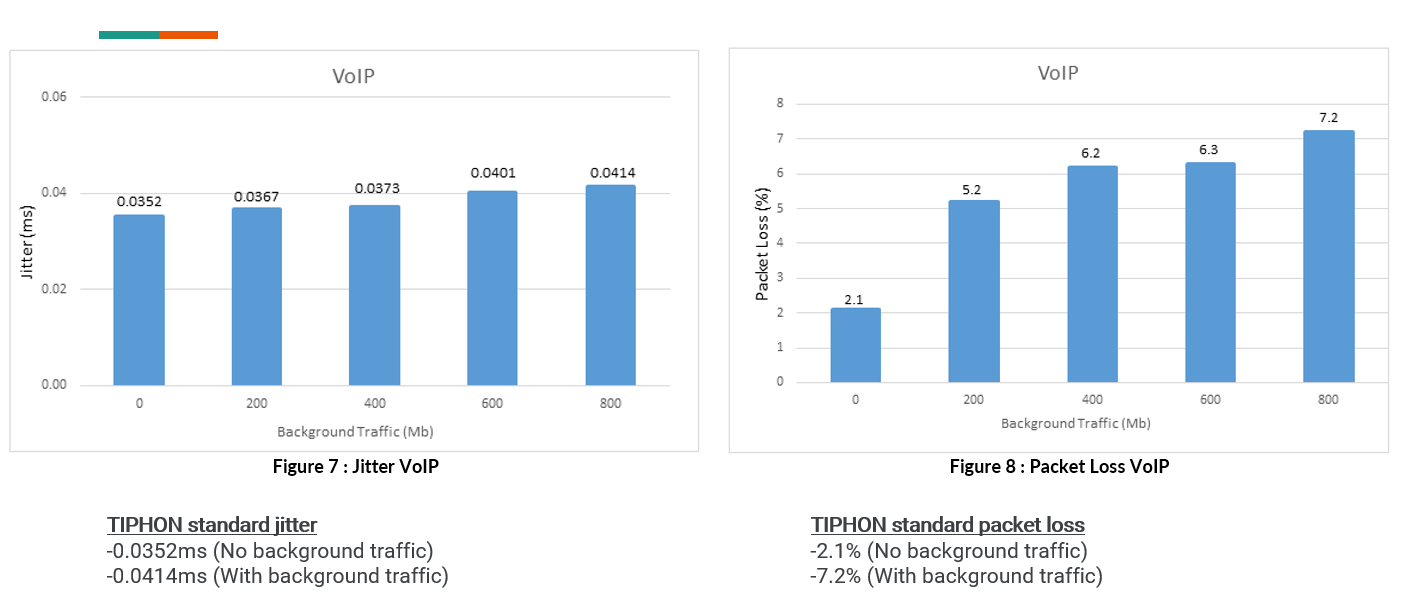 VoIP
0.06
0.04
0.02
0.00
Jitter (ms)
0.0352
0.0367
0.0373
0.0401
0.0414
0
200
400
600
800
Background Traffic (Mb)
Figure 7 : Jitter VoIP
TIPHON standard jitter
-0.0352ms (No background traffic)
-0.0414ms (With background traffic)
VoIP
8
7
6
5
4
3
2
1
0
Packet Loss (%)
2.1
5.2
6.2
6.3
7.2
0
200
400
600
800
Background Traffic (Mb)
Figure 8 : Packet Loss VoIP
TIPHON standard packet loss
-2.1% (No background traffic)
-7.2% (With background traffic)